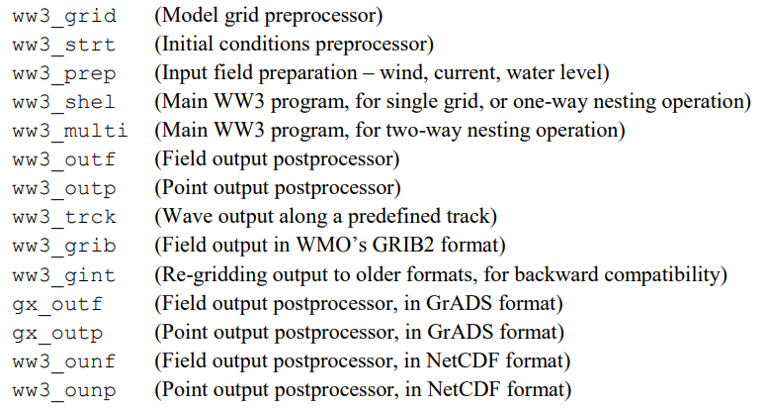 ww3_grid (Model grid preprocessor)
ww3_strt (Initial conditions preprocessor)
ww3_prep (Input field preparation – wind, current, water level)
ww3_shel (Main WW3 program, for single grid, or one-way nesting operation)
ww3_multi (Main WW3 program, for two-way nesting operation)
ww3_outf (Field output postprocessor)
ww3_outp (Point output postprocessor)
ww3_trck (Wave output along a predefined track)
ww3_grib (Field output in WMO’s GRIB2 format)
ww3_gint (Re-gridding output to older formats, for backward compatibility)
gx_outf (Field output postprocessor, in GrADS format)
gx_outp (Point output postprocessor, in GrADS format)
ww3_ounf (Field output postprocessor, in NetCDF format)
ww3_ounp (Point output postprocessor, in NetCDF format)